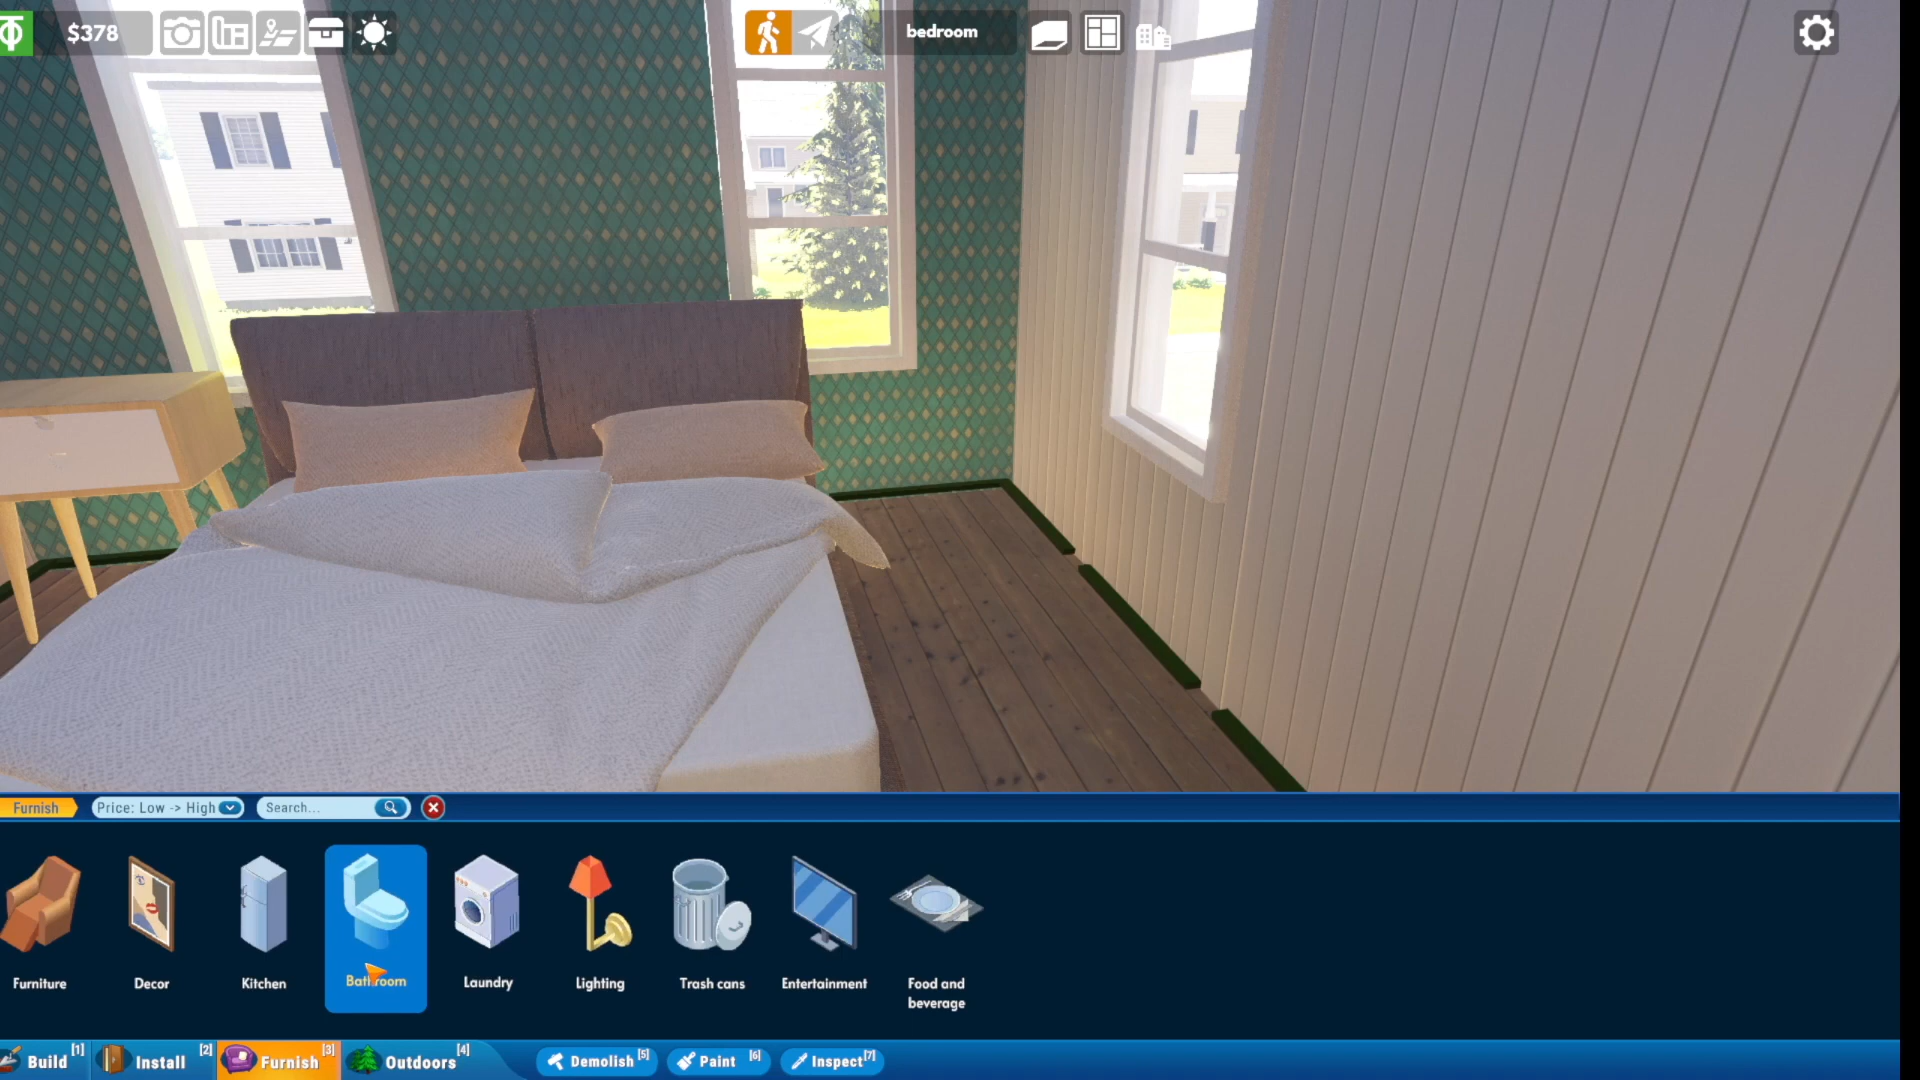 $378
bedroom
Furnish
Price: Low -> High
Search...
Furniture
Decor
Kitchen
Bathroom
Laundry
Lighting
Trash cans
Entertainment
Food and
beverage
Build [1]
Install [2]
Furnish [3]
Outdoors [4]
Demolish [5]
Paint [6]
Inspect [7]